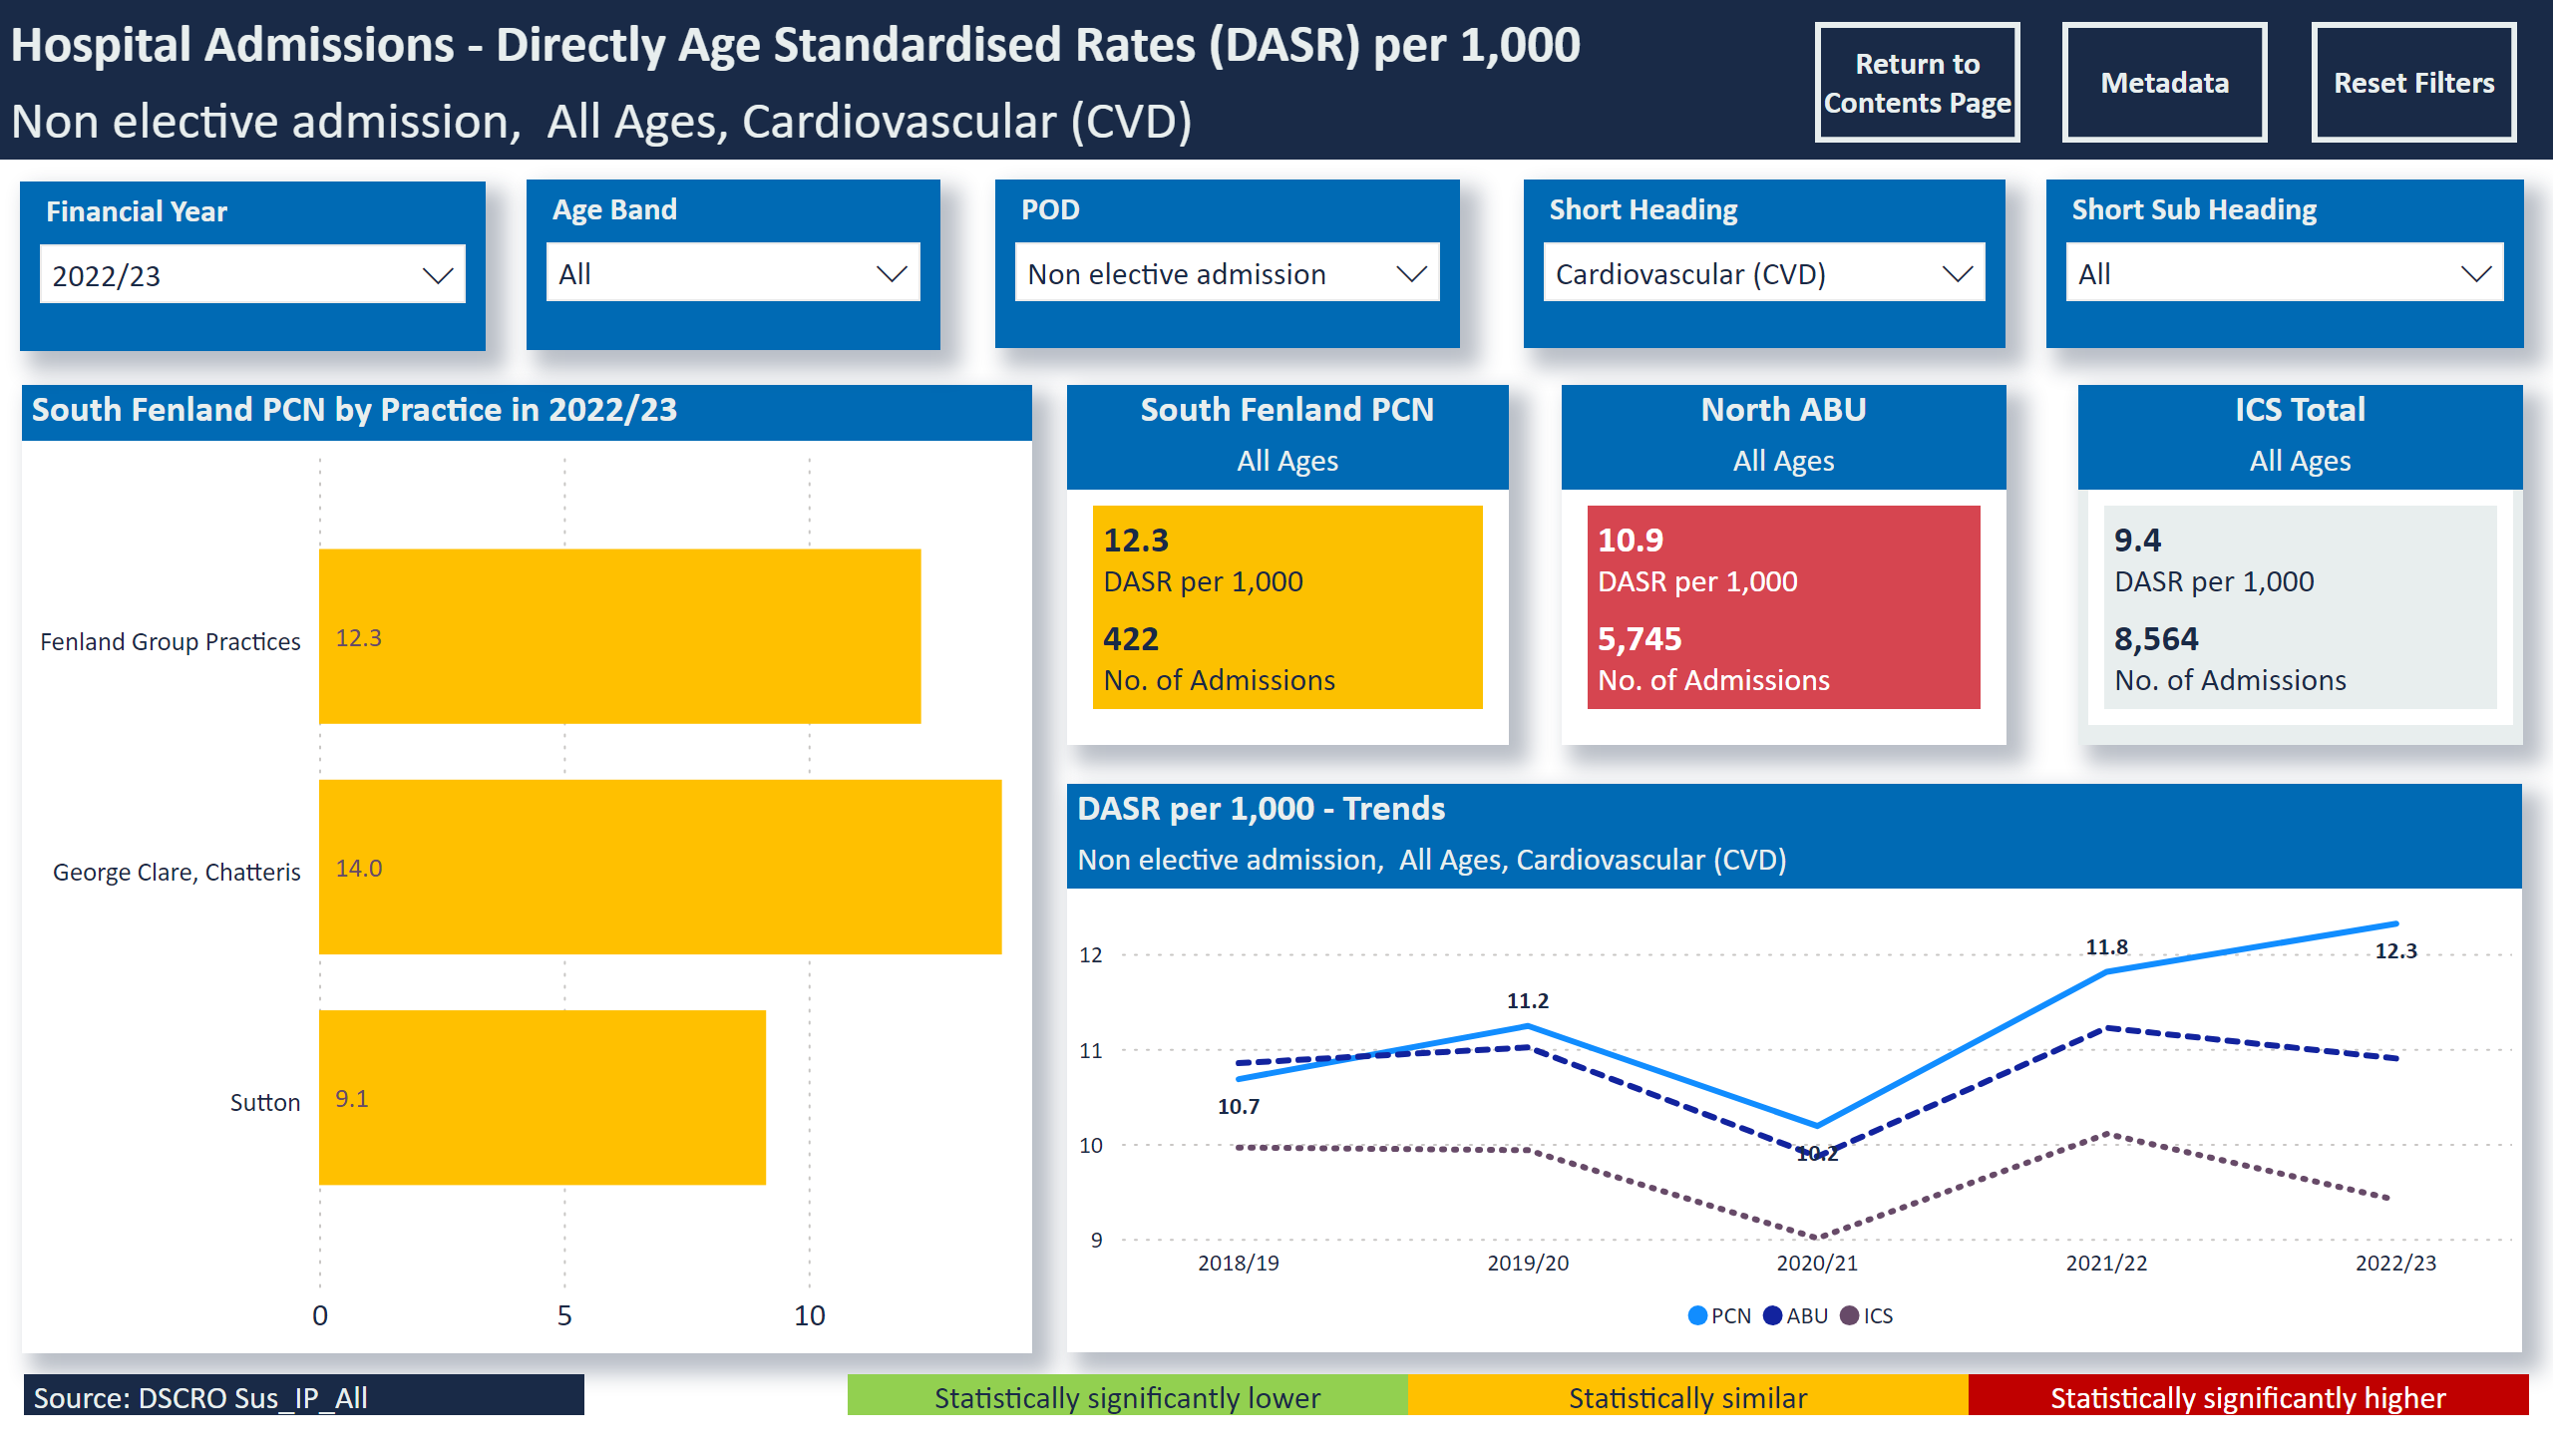 Hospital Admissions - Directly Age Standardised Rates (DASR) per 1,000
Non elective admission,  All Ages, Cardiovascular (CVD)
Return to
Contents Page
Metadata
Reset Filters
Financial Year
2022/23
Age Band
All
POD
Non elective admission
Short Heading
Cardiovascular (CVD)
Short Sub Heading
All
South Fenland PCN by Practice in 2022/23
Fenland Group Practices
12.3
George Clare, Chatteris
14.0
Sutton
9.1
0
5
10
South Fenland PCN
All Ages
12.3
DASR per 1,000
422
No. of Admissions
North ABU
All Ages
10.9
DASR per 1,000
5,745
No. of Admissions
ICS Total
All Ages
9.4
DASR per 1,000
8,564
No. of Admissions
DASR per 1,000 - Trends
Non elective admission,  All Ages, Cardiovascular (CVD)
12
11
10
9
10.7
11.2
10.2
11.8
12.3
2018/19
2019/20
2020/21
2021/22
2022/23
PCN
ABU
ICS
Source: DSCRO Sus_IP_All
Statistically significantly lower
Statistically similar
Statistically significantly higher